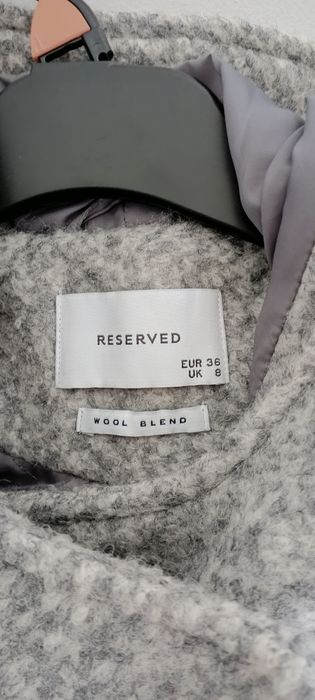 RESERVED
EUR 36
UK 8
WOOL BLEND